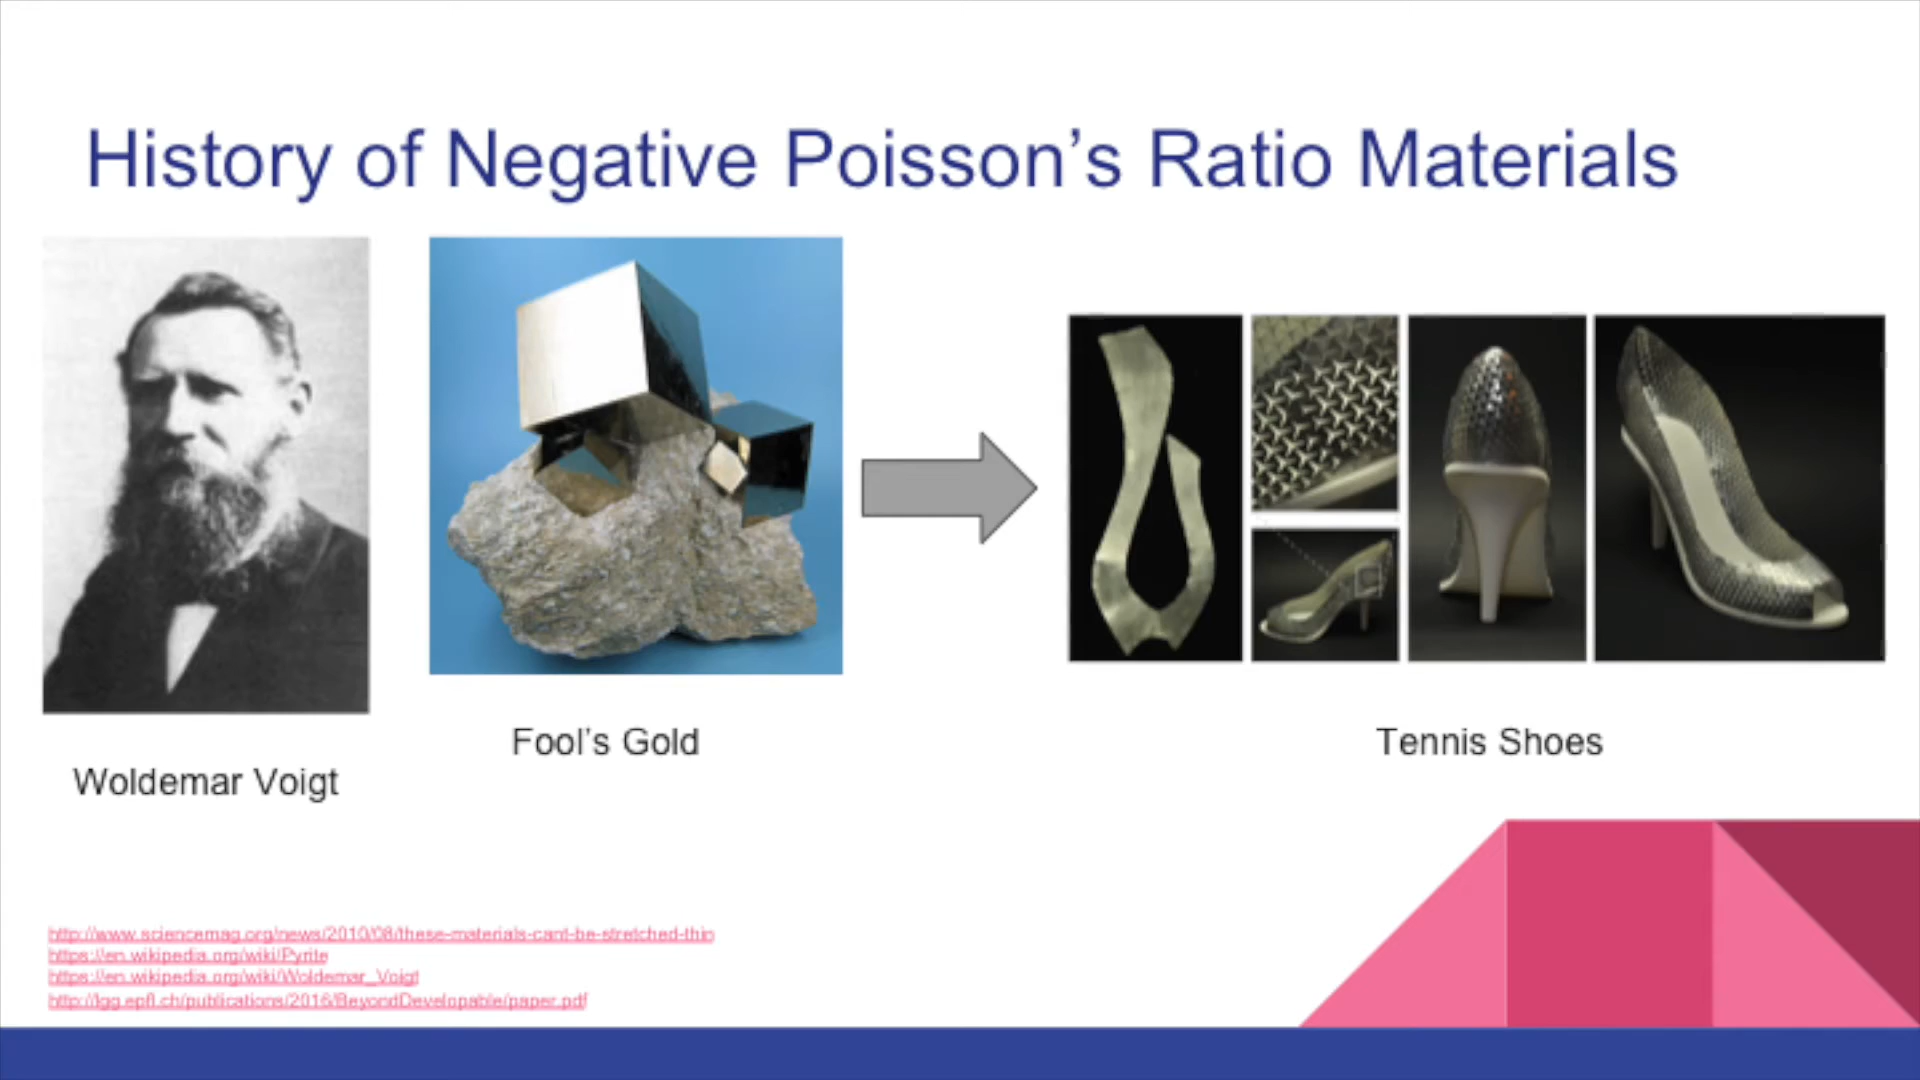 History of Negative Poisson's Ratio Materials
Fool's Gold
Tennis Shoes
Woldemar Voigt
http://www.sciencemag.org/news/2010/08/these-materials-cant-be-stretched-thin
https://en.wikipedia.org/wiki/Pyrite
https://en.wikipedia.org/wiki/Woldemar_Voigt
http://lgg.epfl.ch/publications/2016/BeyondDevelopable/paper.pdf